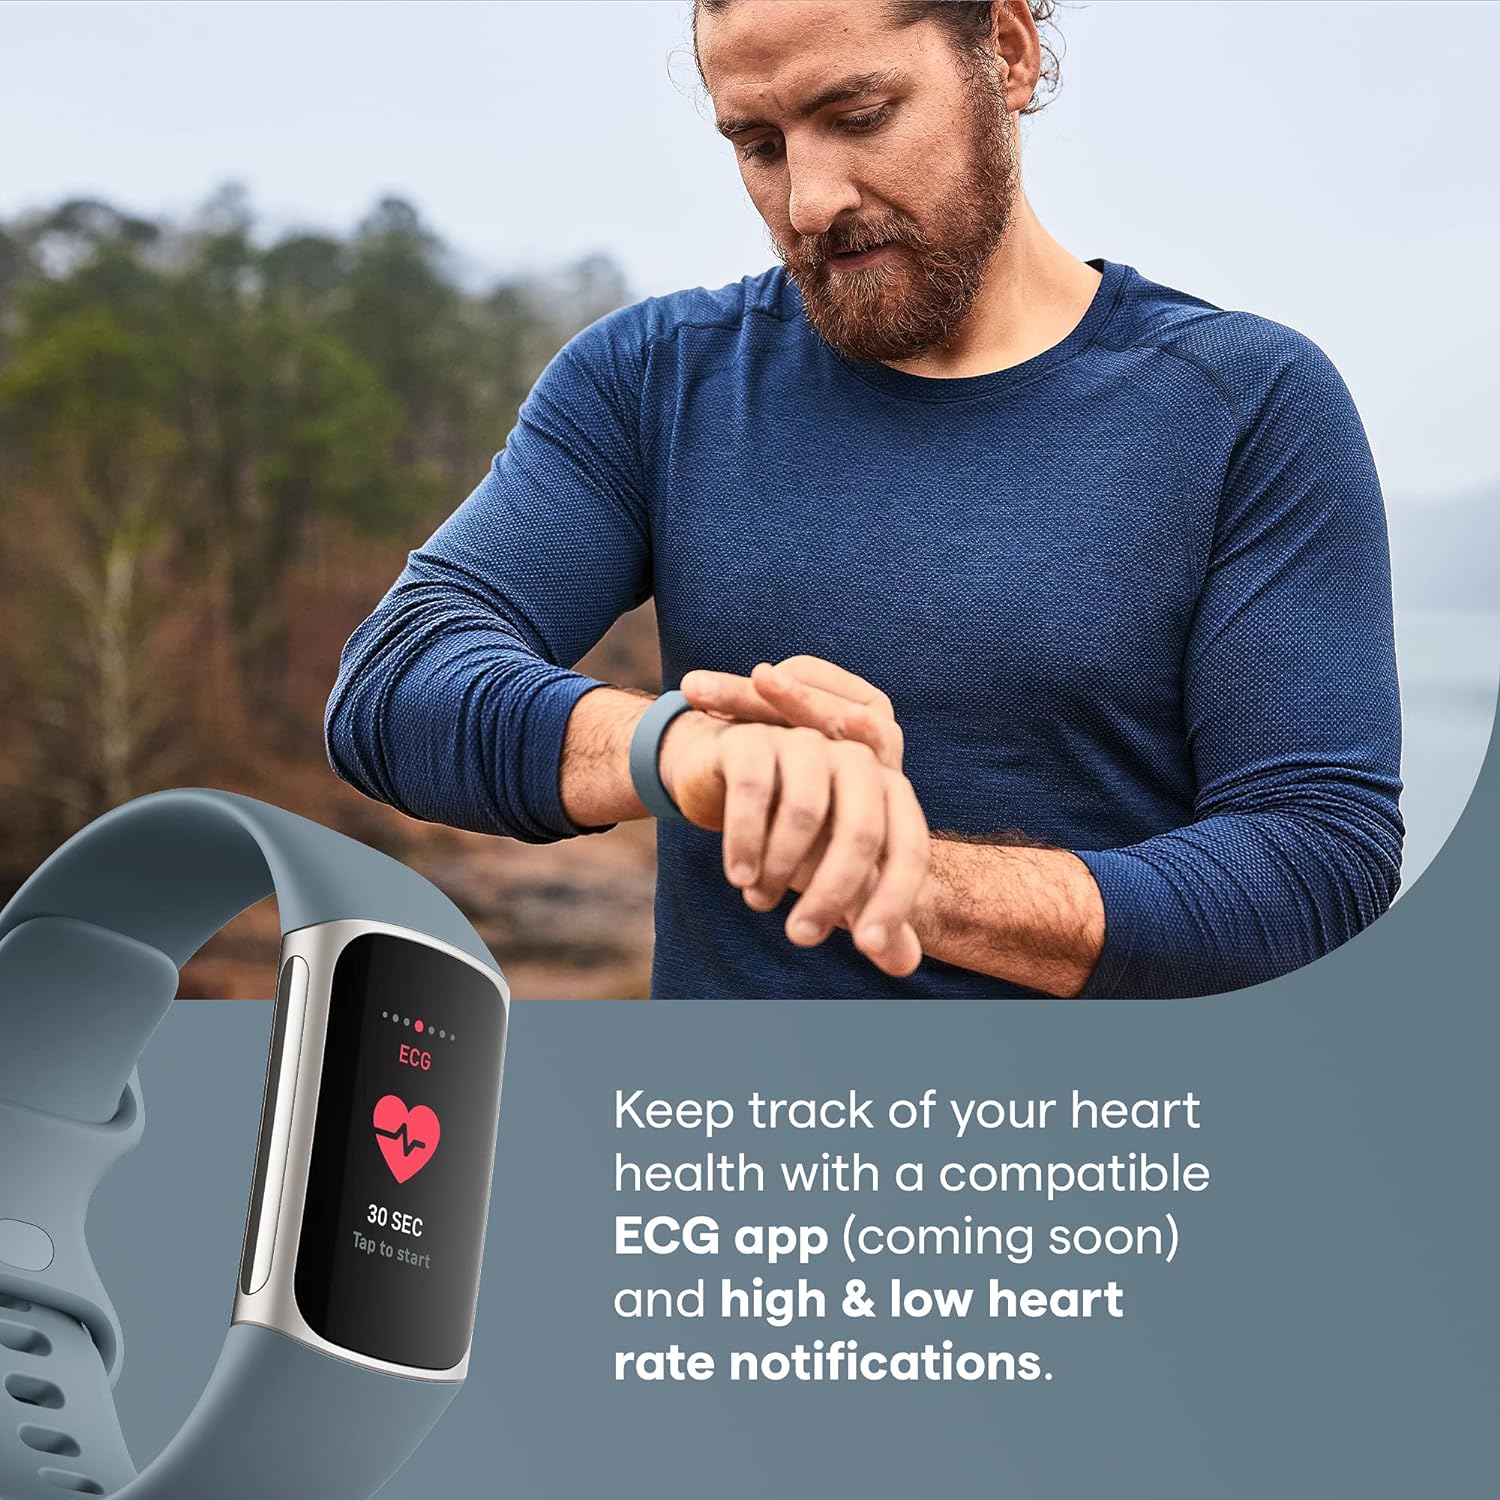 ECG
30 SEC
Tap to start
Keep track of your heart
health with a compatible
ECG app (coming soon)
and high & low heart
rate notifications.